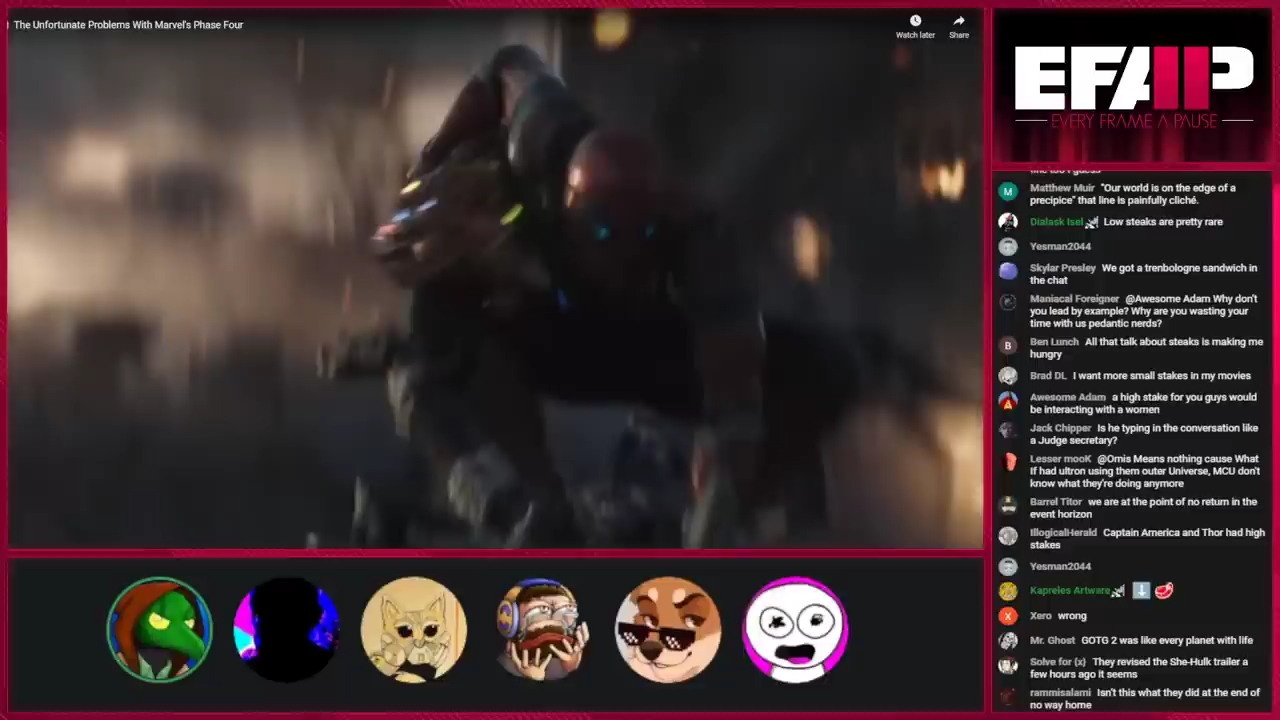 The Unfortunate Problems With Marvel's Phase Four
Watch later
Share
EFAP
EVERY FRAME A PAUSE
Matthew Muir "Our world is on the edge of a
precipice" that line is painfully cliché.
Dialask Isel Low steaks are pretty rare
Yesman2044
Skylar Presley We got a trenbologne sandwich in
the chat
Maniacal Foreigner @Awesome Adam Why don't
you lead by example? Why are you wasting your
time with us pedantic nerds?
B
Ben Lunch All that talk about steaks is making me
hungry
Brad DL I want more small stakes in my movies
Awesome Adam a high stake for you guys would
be interacting with a women
Jack Chipper Is he typing in the conversation like
a Judge secretary?
Lesser mooK @Omis Means nothing cause What
If had ultron using them outer Universe, MCU don't
know what they're doing anymore
Barrel Titor we are at the point of no return in the
event horizon
IllogicalHerald Captain America and Thor had high
stakes
Yesman2044
Kapreles Artware
X
Xero wrong
Mr. Ghost GOTG 2 was like every planet with life
Solve for {x} They revised the She-Hulk trailer a
few hours ago it seems
rammisalami Isn't this what they did at the end of
no way home